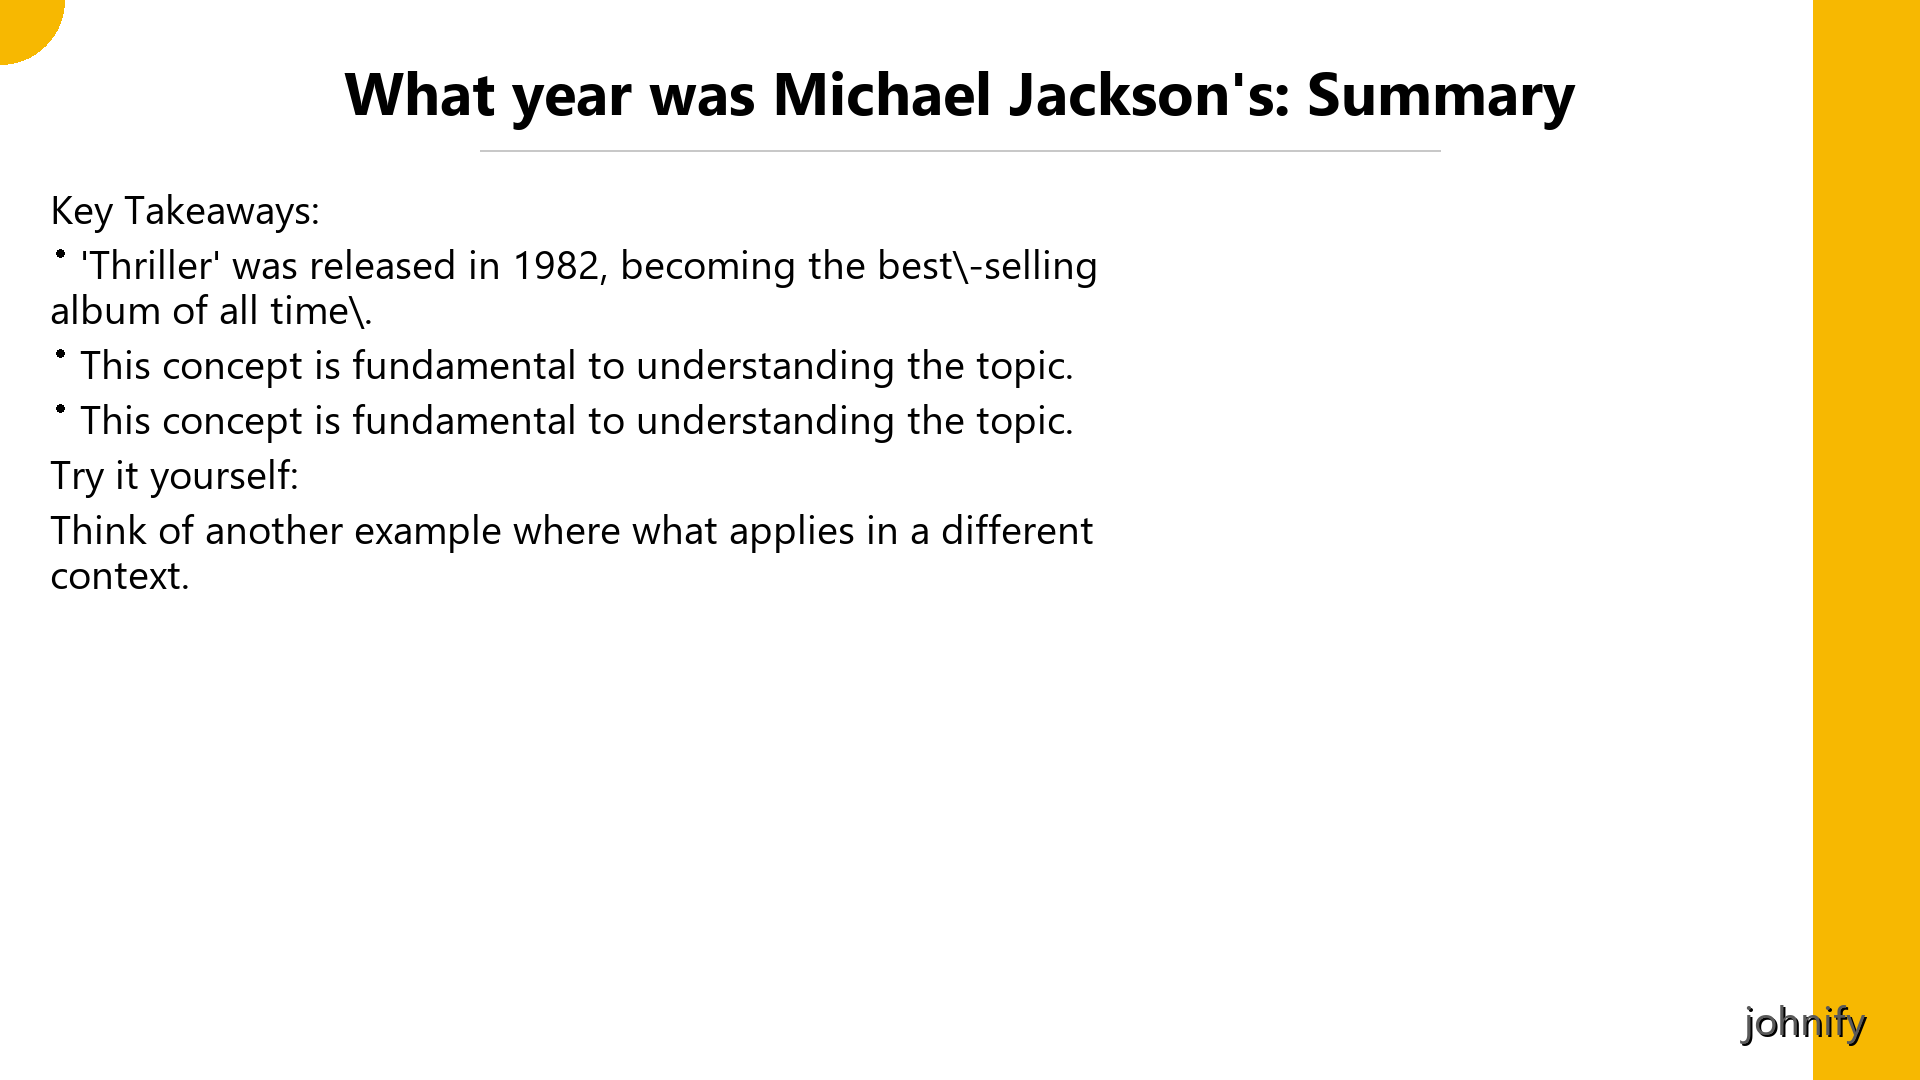 What year was Michael Jackson's: Summary
Key Takeaways:
• 'Thriller' was released in 1982, becoming the best\-selling
album of all time\.
• This concept is fundamental to understanding the topic.
• This concept is fundamental to understanding the topic.
Try it yourself:
Think of another example where what applies in a different
context.
johnify